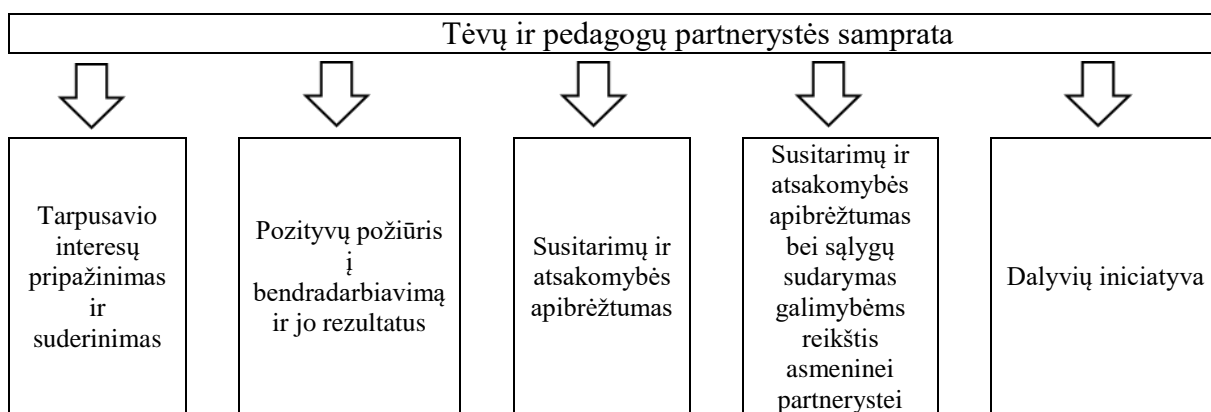 Tėvų ir pedagogų partnerystės samprata
Tarpusavio
interesų
pripažinimas
ir
suderinimas
Pozityvų požiūris
į
bendradarbiavimą
ir jo rezultatus
Susitarimų ir
atsakomybės
apibrėžtumas
Susitarimų ir
atsakomybės
apibrėžtumas
bei sąlygų
sudarymas
galimybėms
reikštis
asmeninei
partnerystei
Dalyvių iniciatyva